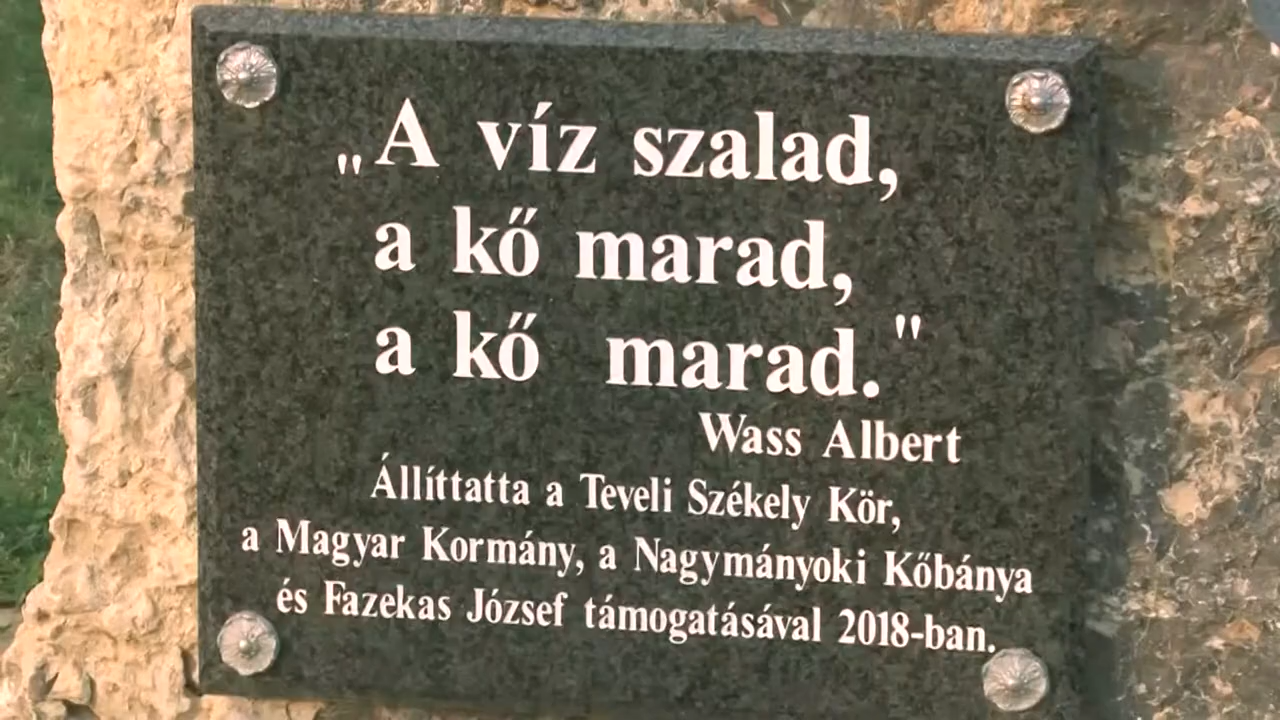 „A víz szalad,
a kő marad,
a kő marad."
Wass Albert
Állíttatta a Teveli Székely Kör,
a Magyar Kormány, a Nagymányoki Kőbánya
és Fazekas József támogatásával 2018-ban.